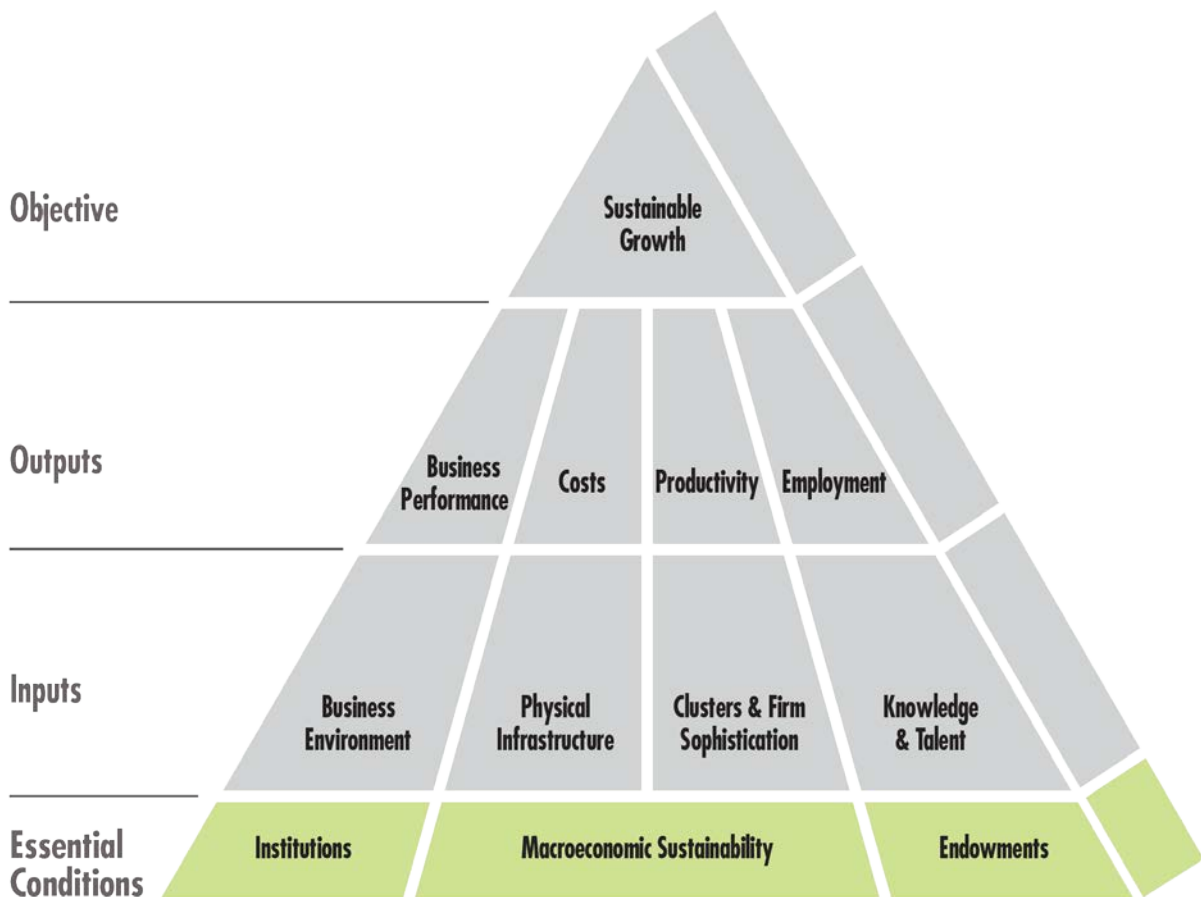 Objective
Sustainable
Growth
Outputs
Business
Performance
Costs
Productivity
Employment
Inputs
Business
Environment
Physical
Infrastructure
Clusters & Firm
Sophistication
Knowledge
& Talent
Essential
Conditions
Institutions
Macroeconomic Sustainability
Endowments